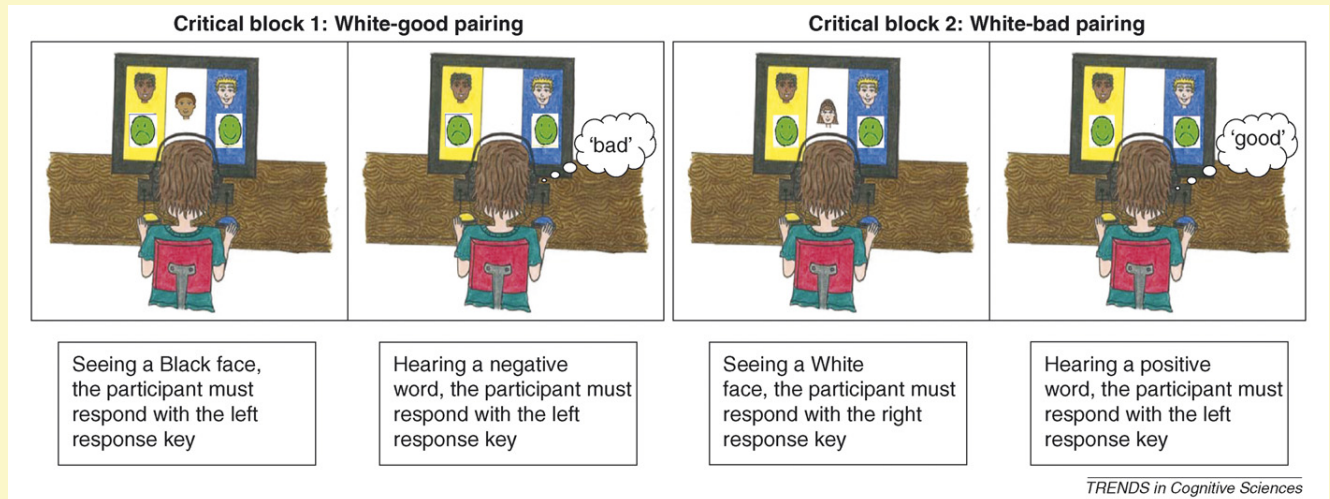 Critical block 1: White-good pairing
Critical block 2: White-bad pairing
'bad'
'good'
Seeing a Black face,
the participant must
respond with the left
response key
Hearing a negative
word, the participant must
respond with the left
response key
Seeing a White
face, the participant must
respond with the right
response key
Hearing a positive
word, the participant must
respond with the left
response key
TRENDS in Cognitive Sciences